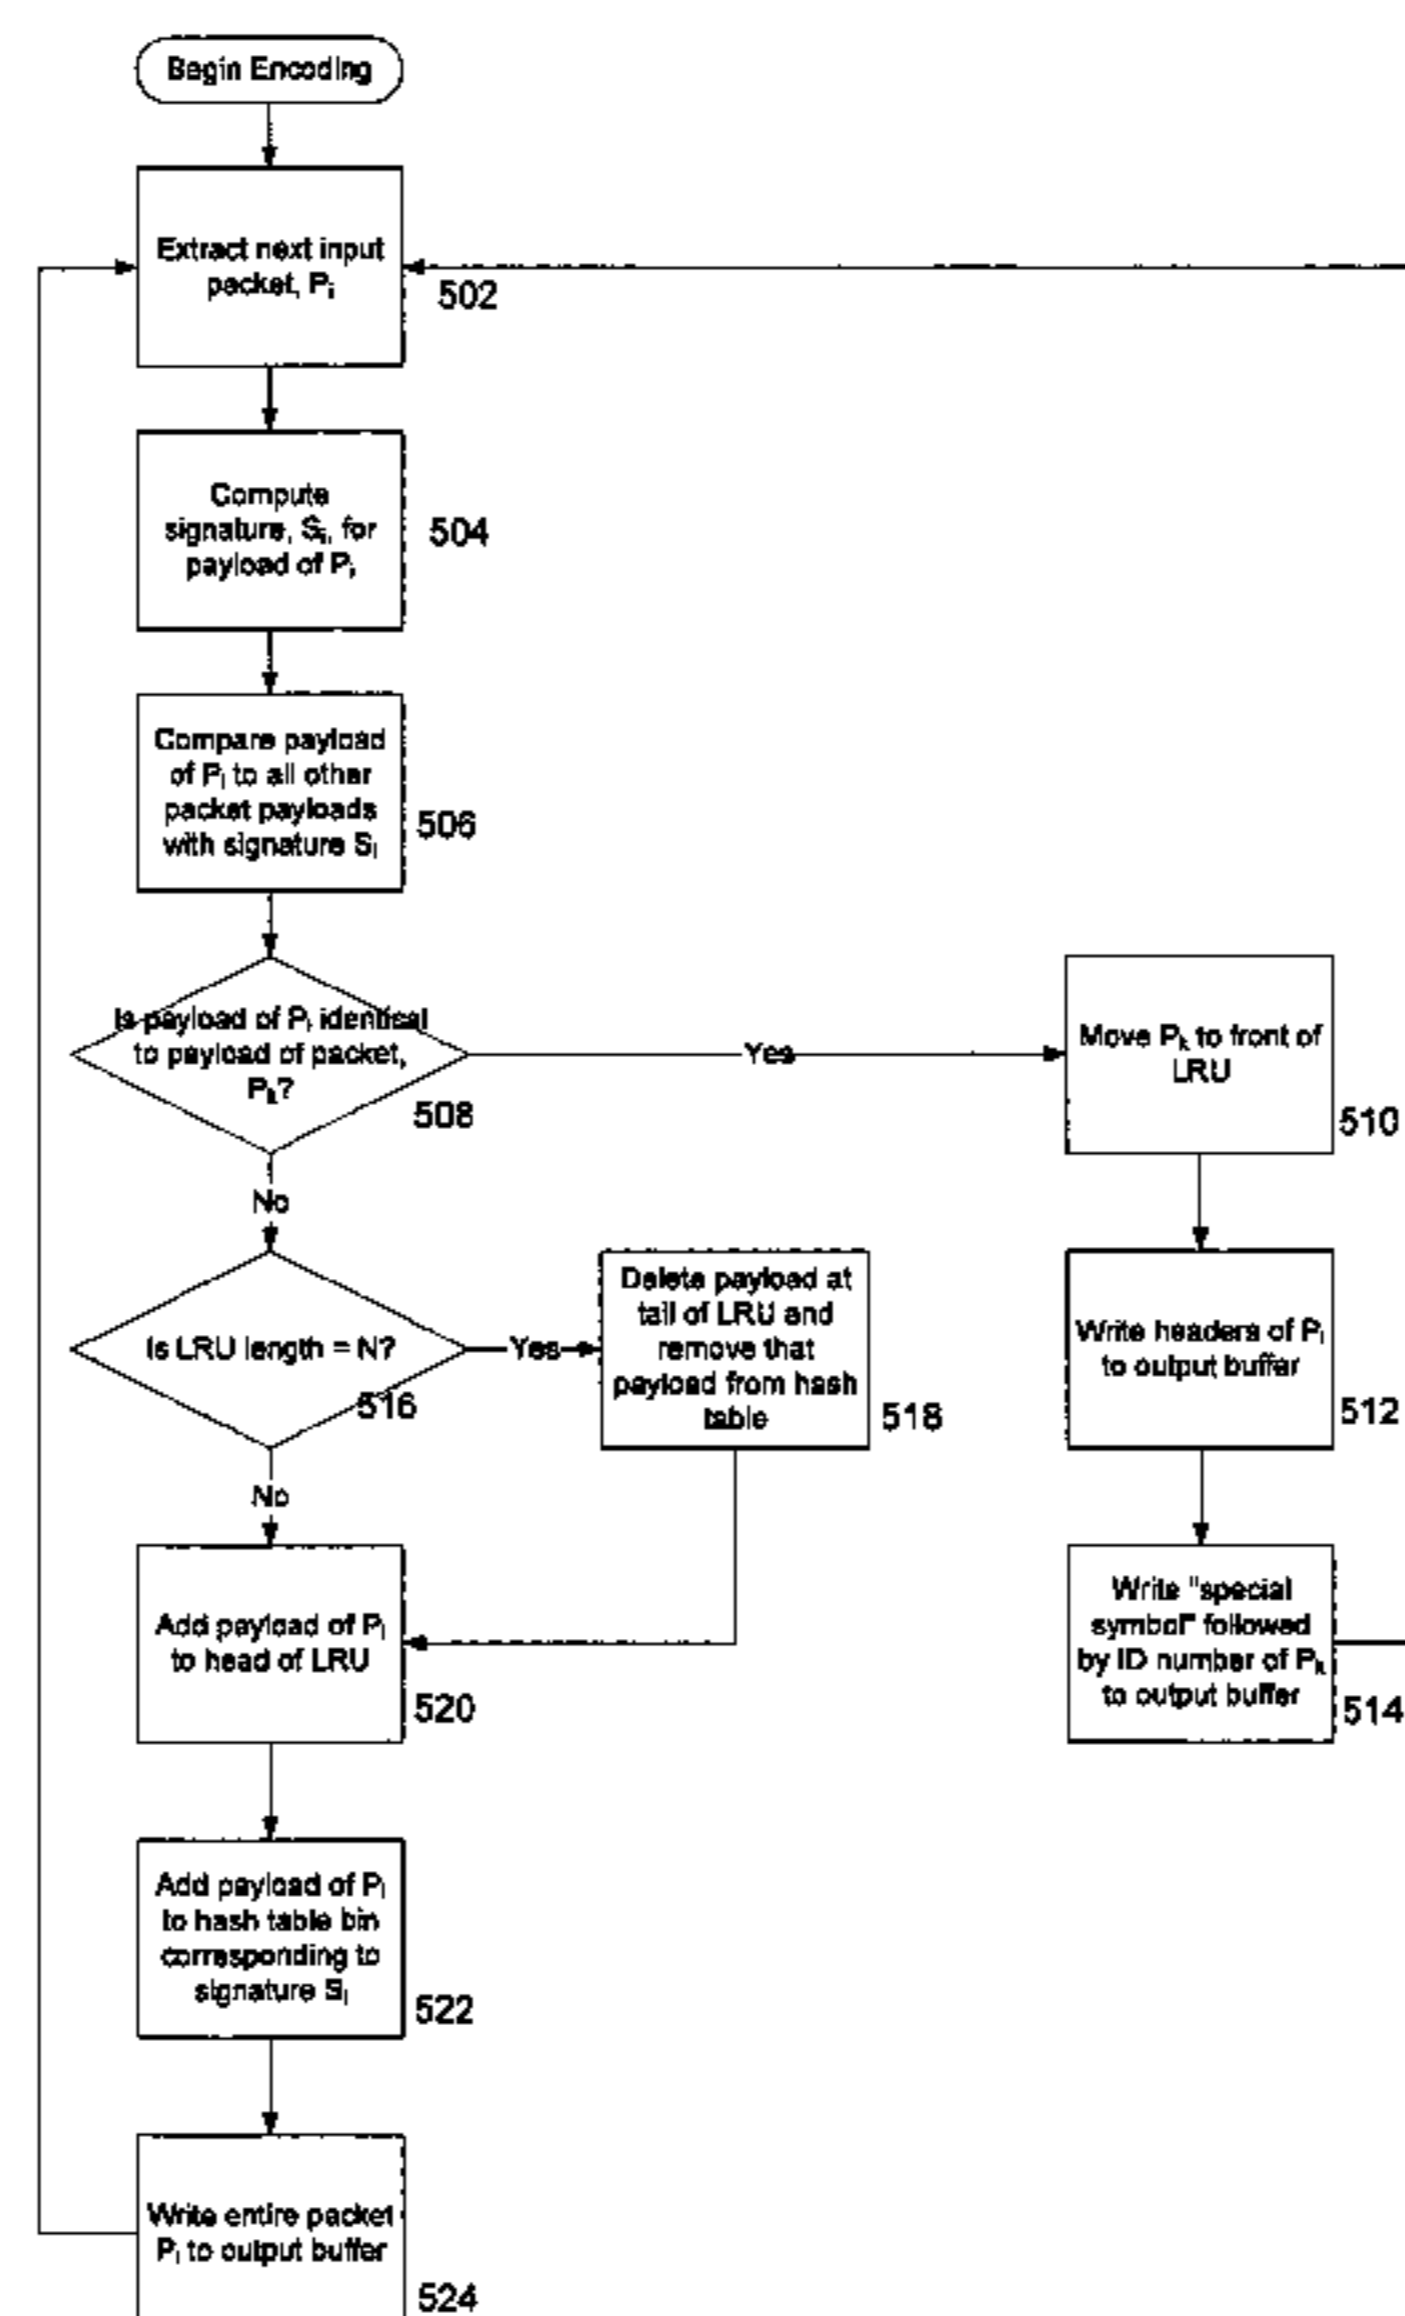 Begin Encoding
Extract next input
packet, Pi
502
Compute
signature, Si, for
payload of Pi
504
Compare payload
of Pi to all other
packet payloads
with signature Si
506
Is payload of Pi identical
to payload of packet,
Pk?
508
Yes
Move Pk to front of
LRU
510
No
Is LRU length = N?
516
Yes
Delete payload at
tail of LRU and
remove that
payload from hash
table
518
Write headers of Pi
to output buffer
512
No
Add payload of Pi
to head of LRU
520
Write "special
symbol" followed
by ID number of Pk
to output buffer
514
Add payload of Pi
to hash table bin
corresponding to
signature Si
522
Write entire packet
Pi to output buffer
524